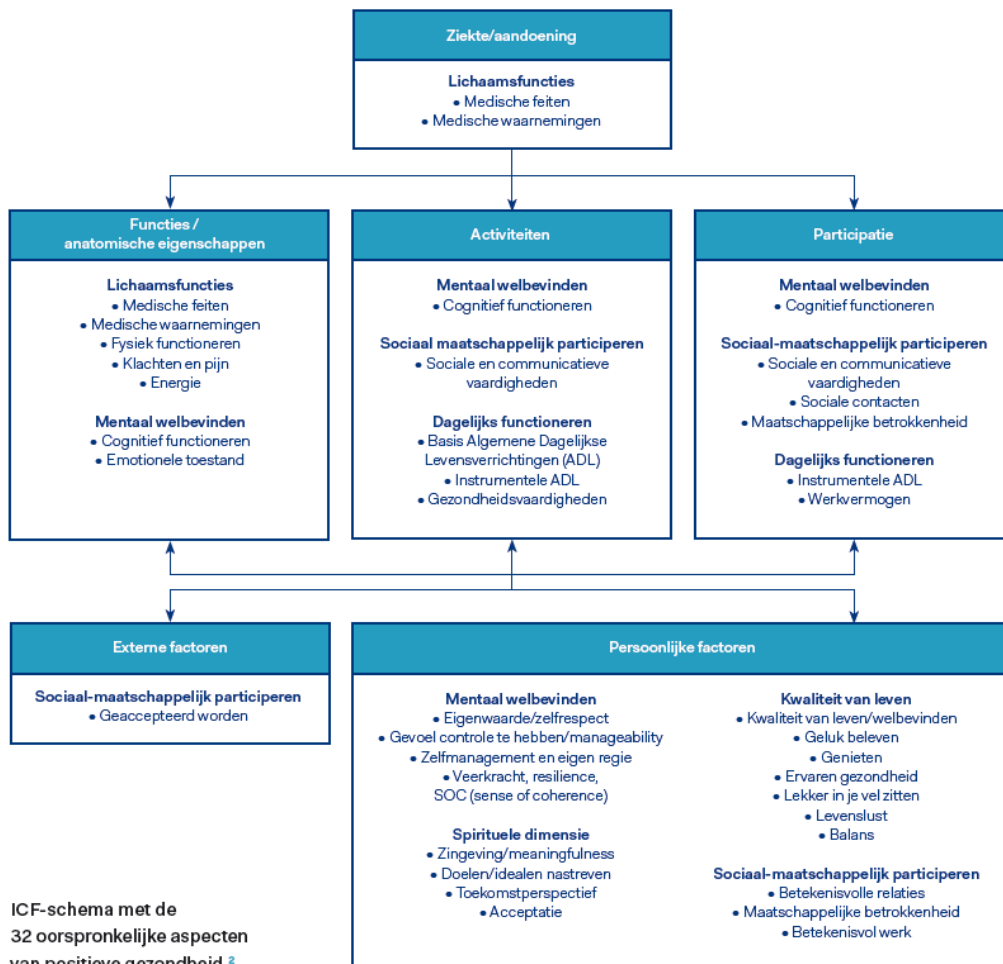 Ziekte/aandoening
Lichaamsfuncties
• Medische feiten
• Medische waarnemingen
Functies /
anatomische eigenschappen
Lichaamsfuncties
• Medische feiten
• Medische waarnemingen
• Fysiek functioneren
• Klachten en pijn
• Energie
Mentaal welbevinden
• Cognitief functioneren
• Emotionele toestand
Activiteiten
Mentaal welbevinden
• Cognitief functioneren
Sociaal maatschappelijk participeren
• Sociale en communicatieve
vaardigheden
Dagelijks functioneren
• Basis Algemene Dagelijkse
Levensverrichtingen (ADL)
• Instrumentele ADL
• Gezondheidsvaardigheden
Participatie
Mentaal welbevinden
• Cognitief functioneren
Sociaal-maatschappelijk participeren
• Sociale en communicatieve
vaardigheden
• Sociale contacten
• Maatschappelijke betrokkenheid
Dagelijks functioneren
• Instrumentele ADL
• Werkvermogen
Externe factoren
Sociaal-maatschappelijk participeren
• Geaccepteerd worden
Persoonlijke factoren
Mentaal welbevinden
• Eigenwaarde/zelfrespect
• Gevoel controle te hebben/manageability
• Zelfmanagement en eigen regie
• Veerkracht, resilience,
SOC (sense of coherence)
Spirituele dimensie
• Zingeving/meaningfulness
• Doelen/idealen nastreven
• Toekomstperspectief
• Acceptatie
Kwaliteit van leven
• Kwaliteit van leven/welbevinden
• Geluk beleven
• Genieten
• Ervaren gezondheid
• Lekker in je vel zitten
• Levenslust
• Balans
Sociaal-maatschappelijk participeren
• Betekenisvolle relaties
• Maatschappelijke betrokkenheid
• Betekenisvol werk
ICF-schema met de
32 oorspronkelijke aspecten
van positieve gezondheid.²